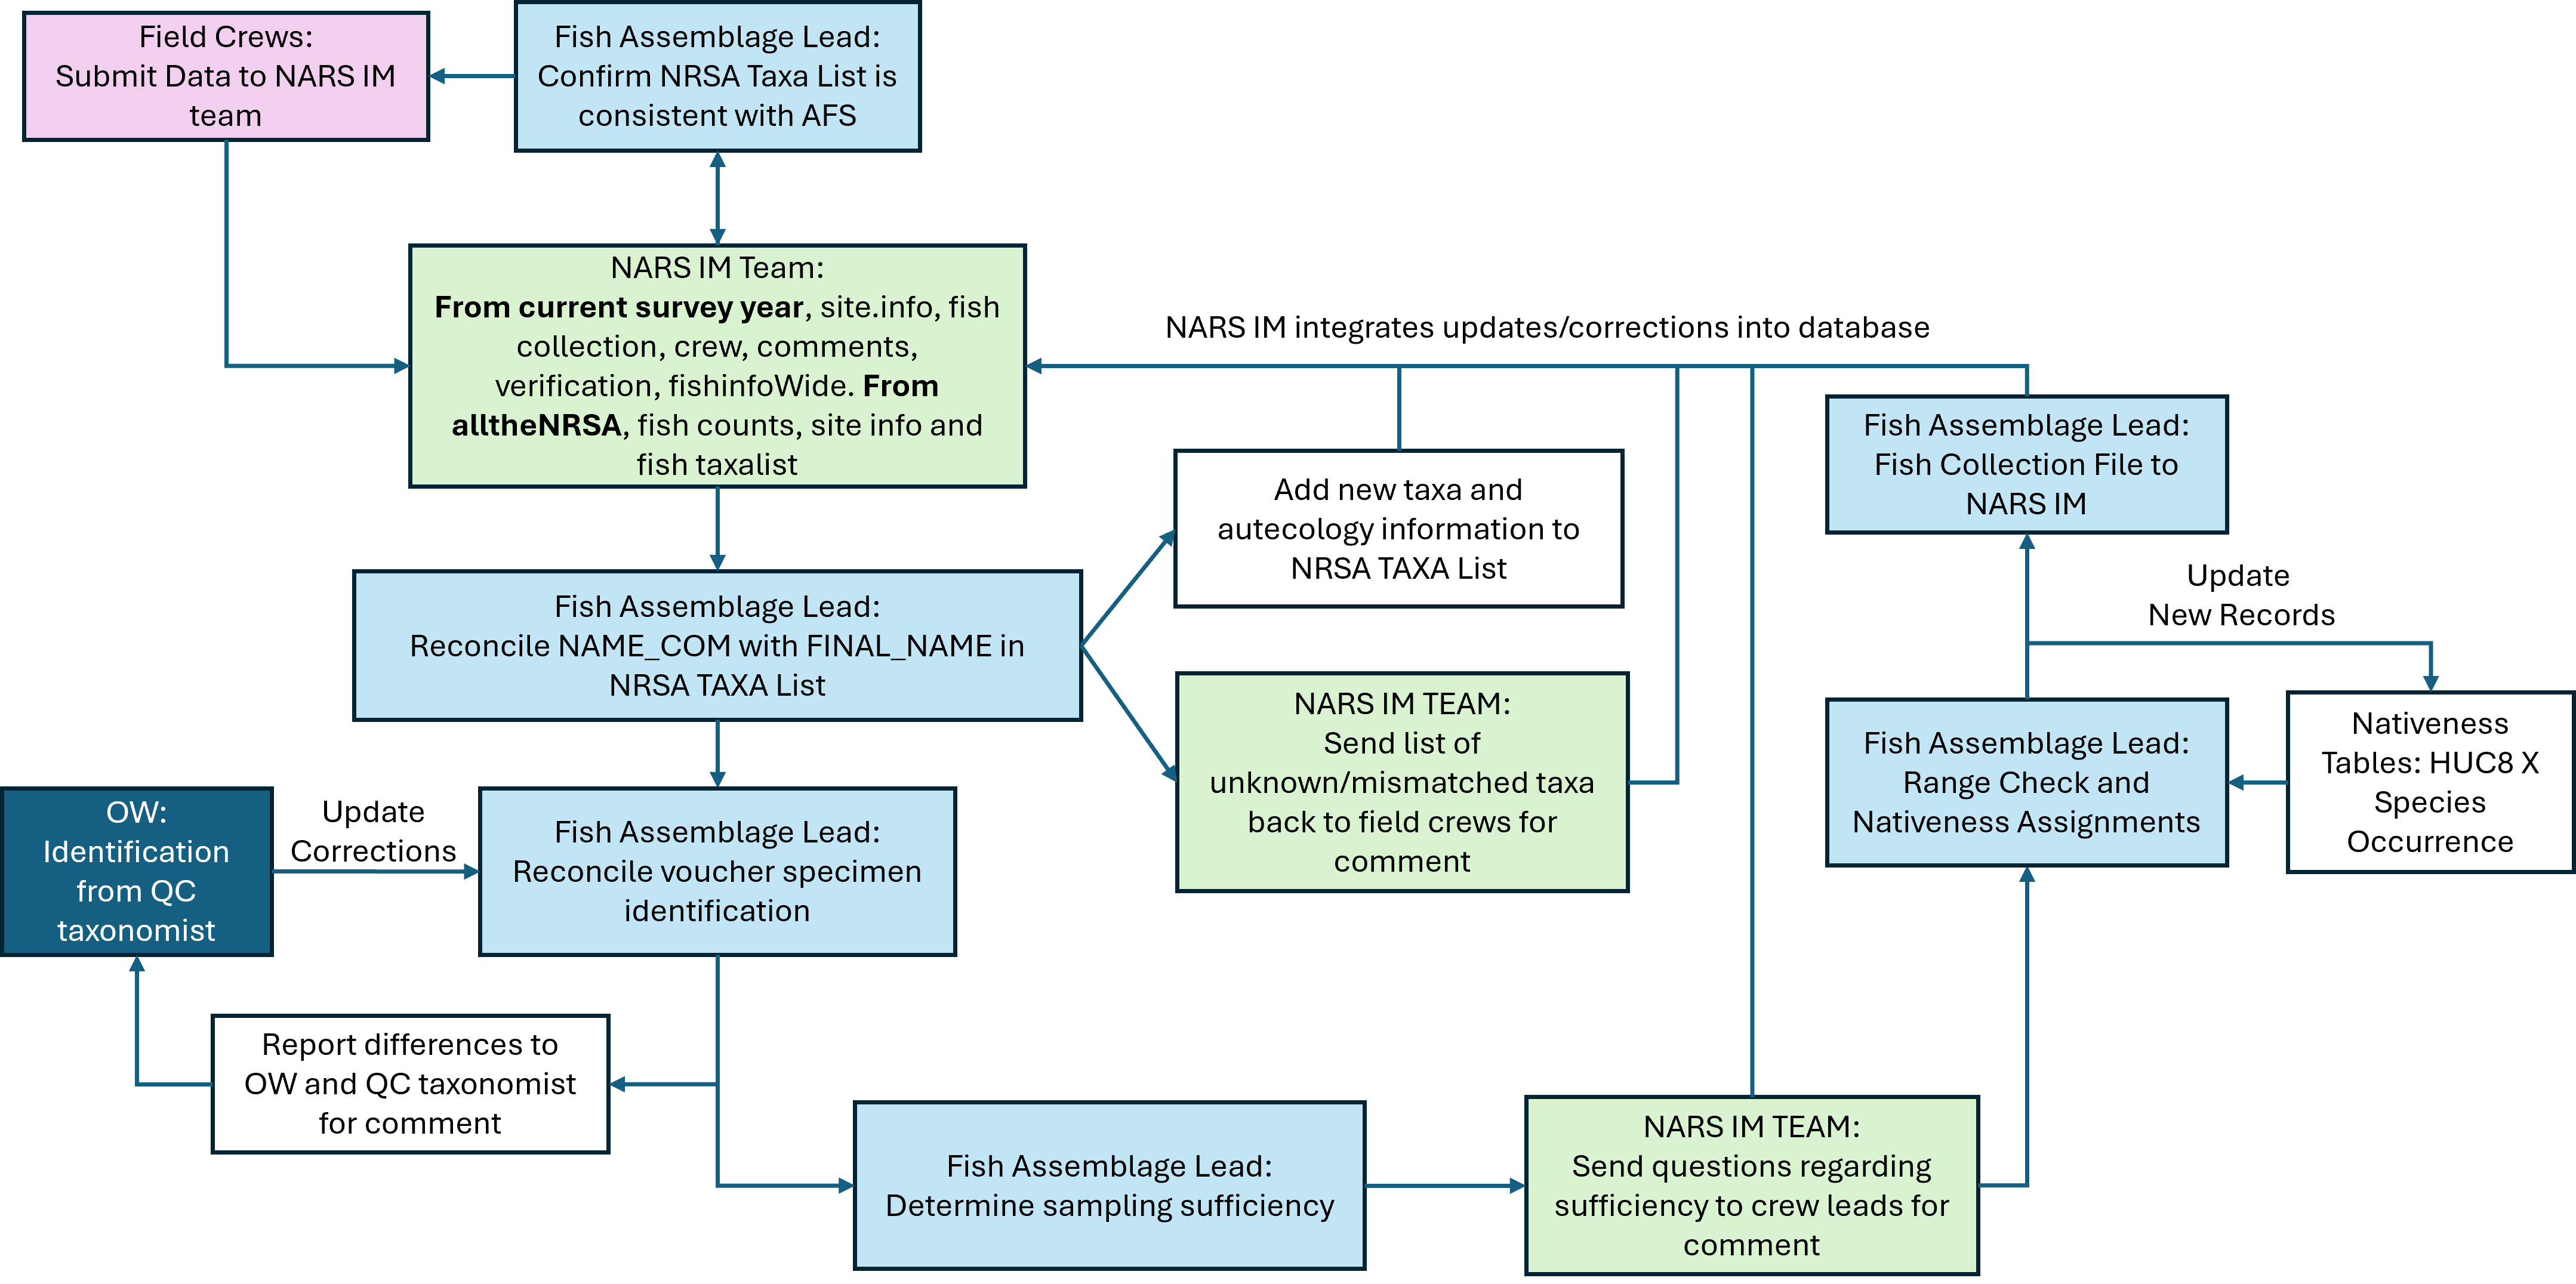 Field Crews:
Submit Data to NARS IM
team
Fish Assemblage Lead:
Confirm NRSA Taxa List is
consistent with AFS
NARS IM Team:
From current survey year, site.info, fish
collection, crew, comments,
verification, fishinfoWide. From
alltheNRSA, fish counts, site info and
fish taxalist
NARS IM integrates updates/corrections into database
Add new taxa and
autecology information to
NRSA TAXA List
Fish Assemblage Lead:
Fish Collection File to
NARS IM
Update
New Records
Fish Assemblage Lead:
Reconcile NAME_COM with FINAL_NAME in
NRSA TAXA List
NARS IM TEAM:
Send list of
unknown/mismatched taxa
back to field crews for
comment
Fish Assemblage Lead:
Range Check and
Nativeness Assignments
Nativeness
Tables: HUC8 X
Species
Occurrence
OW:
Identification
from QC
taxonomist
Update
Corrections
Fish Assemblage Lead:
Reconcile voucher specimen
identification
Report differences to
OW and QC taxonomist
for comment
Fish Assemblage Lead:
Determine sampling sufficiency
NARS IM TEAM:
Send questions regarding
sufficiency to crew leads for
comment